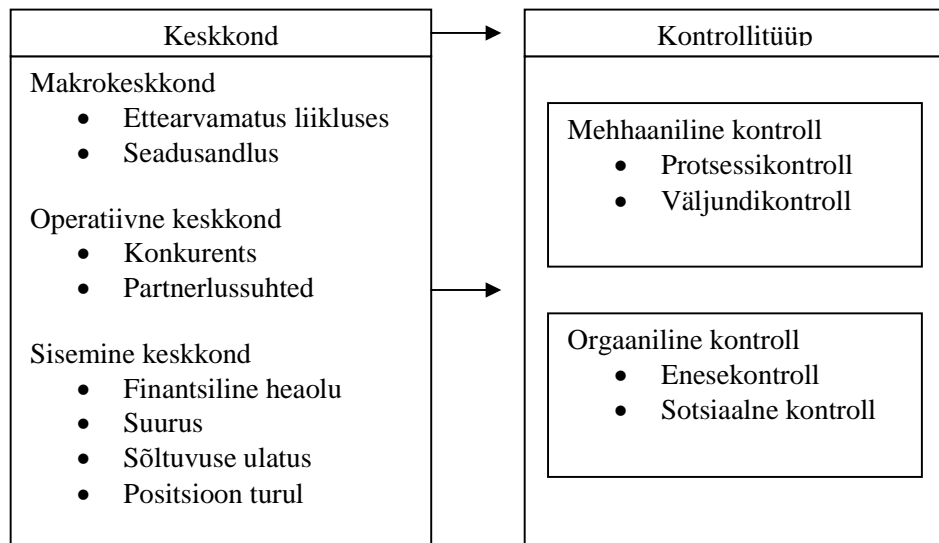 Keskkond
Makrokeskkond
• Ettearvamatus liikluses
• Seadusandlus
Operatiivne keskkond
• Konkurents
• Partnerlussuhted
Sisemine keskkond
• Finantsiline heaolu
• Suurus
• Sõltuvuse ulatus
• Positsioon turul
Kontrollitüüp
Mehhaaniline kontroll
• Protsessikontroll
• Väljundikontroll
Orgaaniline kontroll
• Enesekontroll
• Sotsiaalne kontroll